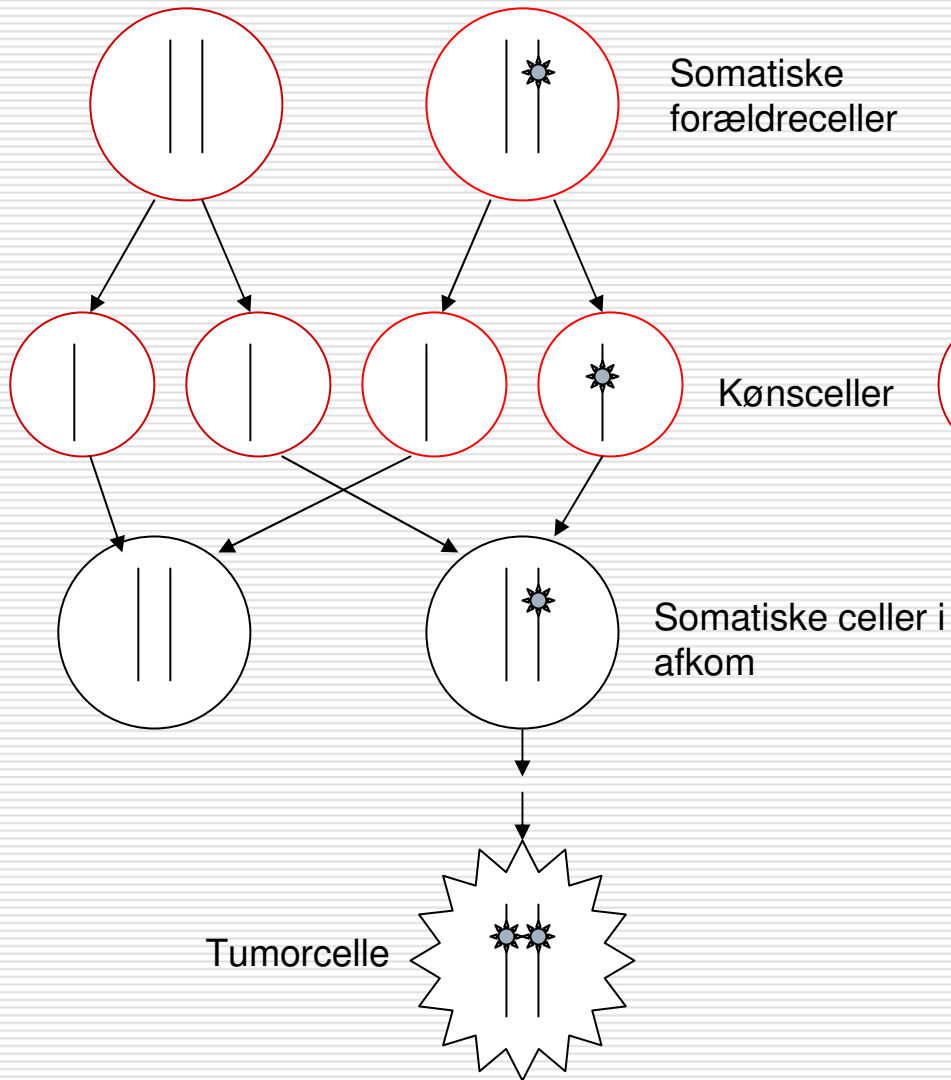 Somatiske
forældreceller
Kønsceller
Somatiske celler i
afkom
Tumorcelle